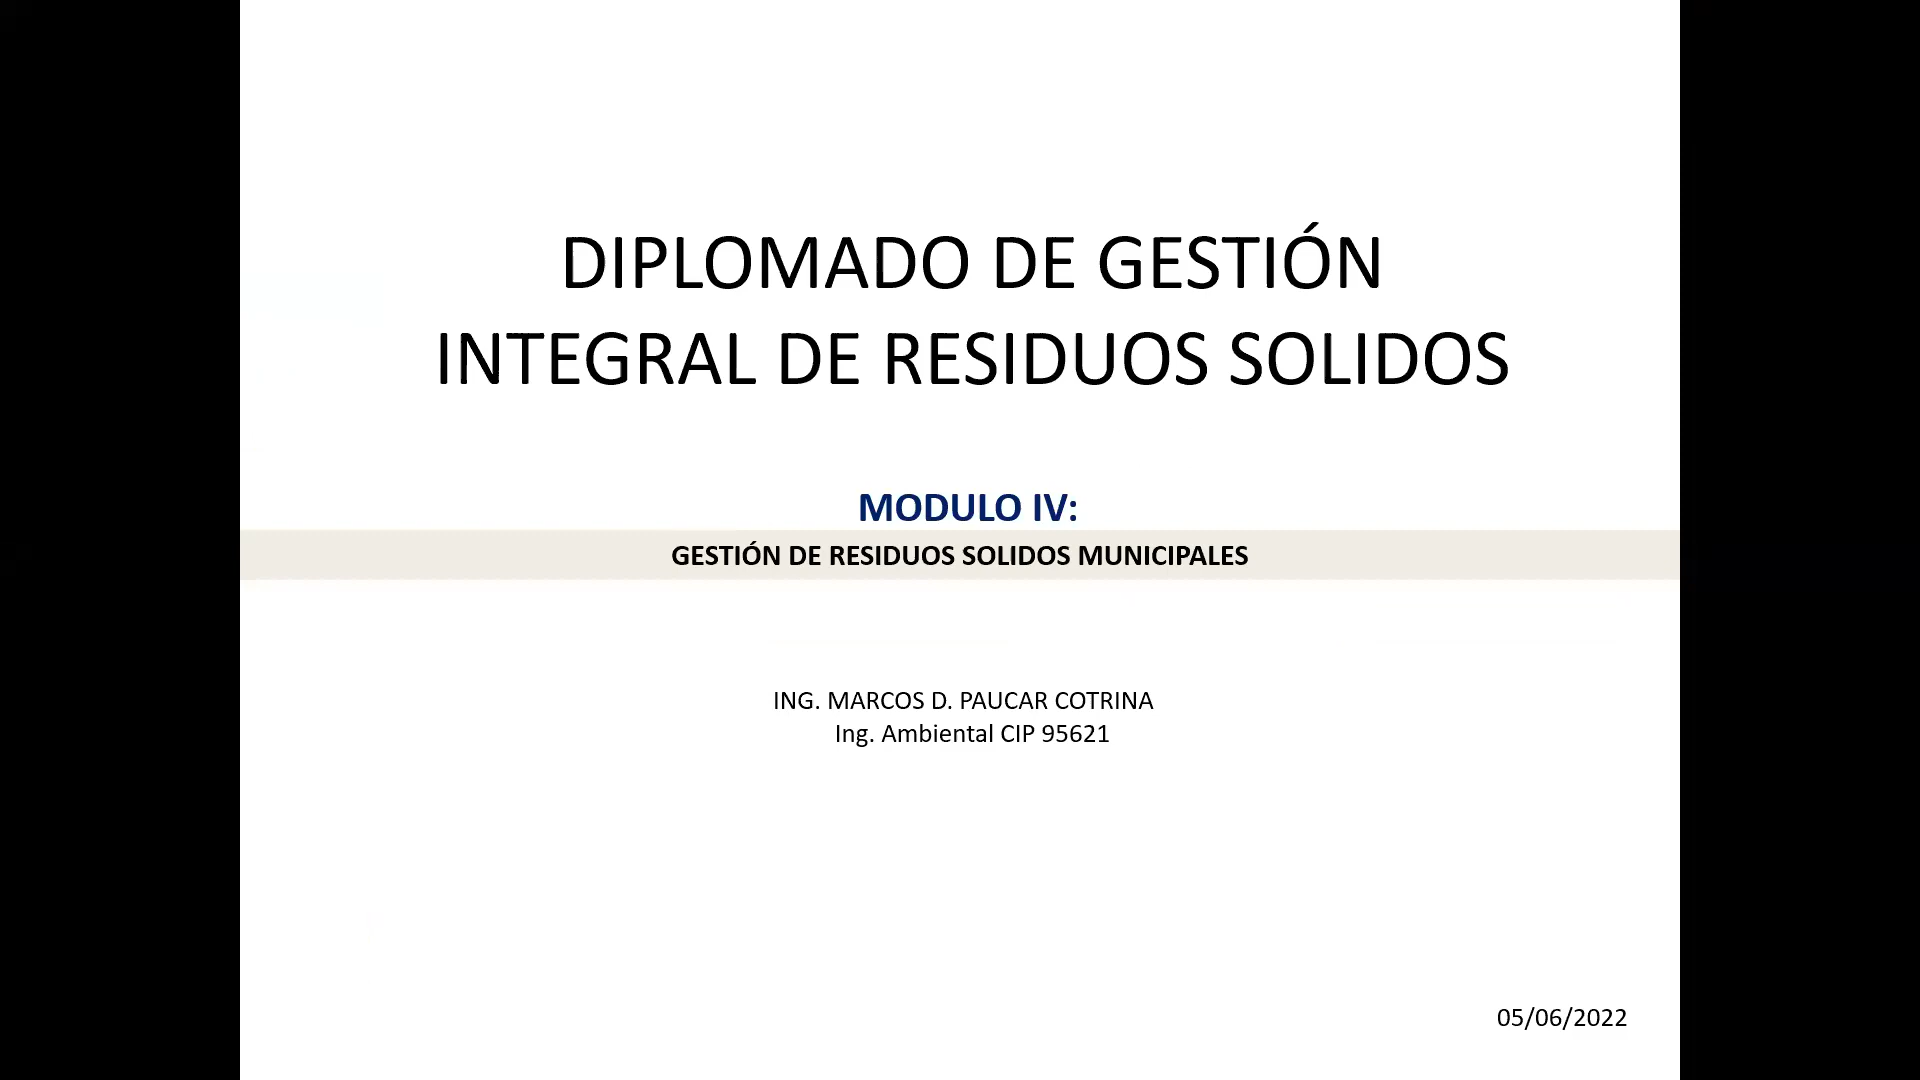 DIPLOMADO DE GESTIÓN
INTEGRAL DE RESIDUOS SOLIDOS
MODULO IV:
GESTIÓN DE RESIDUOS SOLIDOS MUNICIPALES
ING. MARCOS D. PAUCAR COTRINA
Ing. Ambiental CIP 95621
05/06/2022